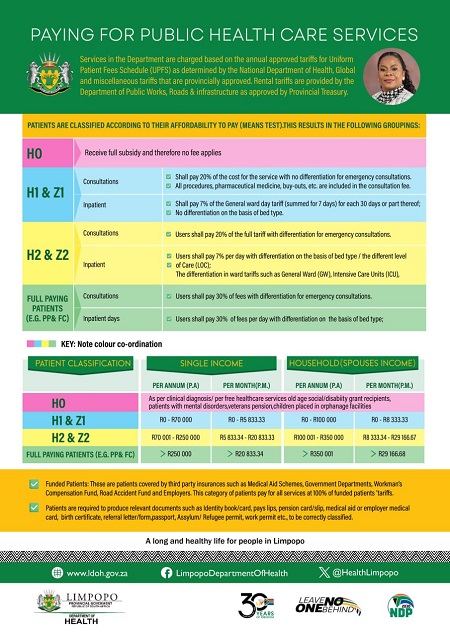 PAYING FOR PUBLIC HEALTH CARE SERVICES
Services in the Department are charged based on the annual approved tariffs for Uniform
Patient Fees Schedule (UPFS) as determined by the National Department of Health, Global
and miscellaneous tariffs that are provincially approved. Rental tariffs are provided by the
Department of Public Works, Roads & infrastructure as approved by Provincial Treasury.
PATIENTS ARE CLASSIFIED ACCORDING TO THEIR AFFORDABILITY TO PAY (MEANS TEST).THIS RESULTS IN THE FOLLOWING GROUPINGS:
H0
Receive full subsidy and therefore no fee applies
H1 & Z1
Consultations
Shall pay 20% of the cost for the service with no differentiation for emergency consultations.
All procedures, pharmaceutical medicine, buy-outs, etc. are included in the consultation fee.
Inpatient
Shall pay 7% of the General ward day tariff (summed for 7 days) for each 30 days or part thereof;
No differentiation on the basis of bed type.
H2 & Z2
Consultations
Users shall pay 20% of the full tariff with differentiation for emergency consultations.
Inpatient
Users shall pay 7% per day with differentiation on the basis of bed type / the different level
of Care (LOC);
The differentiation in ward tariffs such as General Ward (GW), Intensive Care Units (ICU),
FULL PAYING
PATIENTS
(E.G. PP& FC)
Consultations
Users shall pay 30% of fees with differentiation for emergency consultations.
Inpatient days
Users shall pay 30% of fees per day with differentiation on the basis of bed type;
KEY: Note colour co-ordination
PATIENT CLASSIFICATION
SINGLE INCOME
HOUSEHOLD(SPOUSES INCOME)
PER ANNUM (P.A)
PER MONTH(P.M.)
PER ANNUM (P.A)
PER MONTH(P.M.)
H0
As per clinical diagnosis/ per free healthcare services old age social/disabity grant recipients,
patients with mental disorders,veterans pension,children placed in orphanage faciities
H1 & Z1
R0 - R70 000
R0 - R5 833.33
R0 - R100 000
R0 - R8 333.33
H2 & Z2
R70 001 - R250 000
R5 834.34 - R20 833.33
R100 001 - R350 000
R8 333.34 - R29 166.67
FULL PAYING PATIENTS (E.G. PP& FC)
> R250 000
> R20 833.34
> R350 001
> R29 166.68
Funded Patients: These are patients covered by third party insurances such as Medical Aid Schemes, Government Departments, Workman's
Compensation Fund, Road Accident Fund and Employers. This category of patients pay for all services at 100% of funded patients 'tariffs.
Patients are required to produce relevant documents such as Identity book/card, pays lips, pension card/slip, medical aid or employer medical
card, birth certificate, referral letter/form,passport, Assylum/ Refugee permit, work permit etc., to be correctly classified.
A long and healthy life for people in Limpopo
www.ldoh.gov.za
LimpopoDepartmentOfHealth
@HealthLimpopo
LIMPOPO
PROVINCIAL GOVERNMENT
REPUBLIC OF SOUTH AFRICA
DEPARTMENT OF
HEALTH
30 YEARS
OF FREEDOM
LEAVE NO
ONE BEHIND
NDP